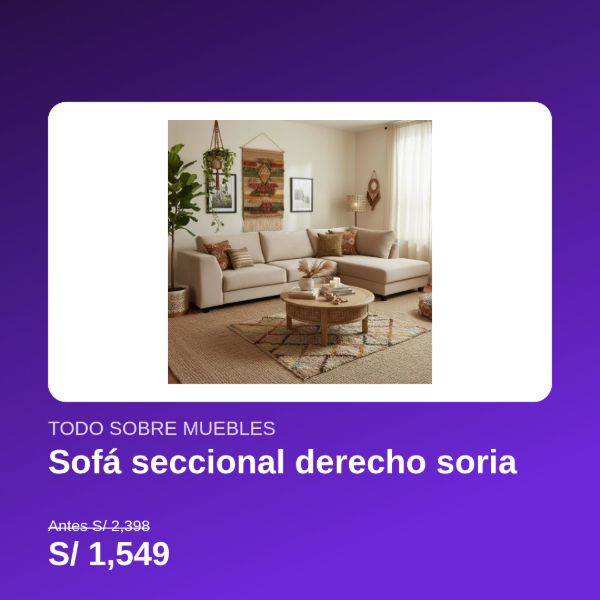 TODO SOBRE MUEBLES
Sofá seccional derecho soria
Antes S/ 2,398
S/ 1,549